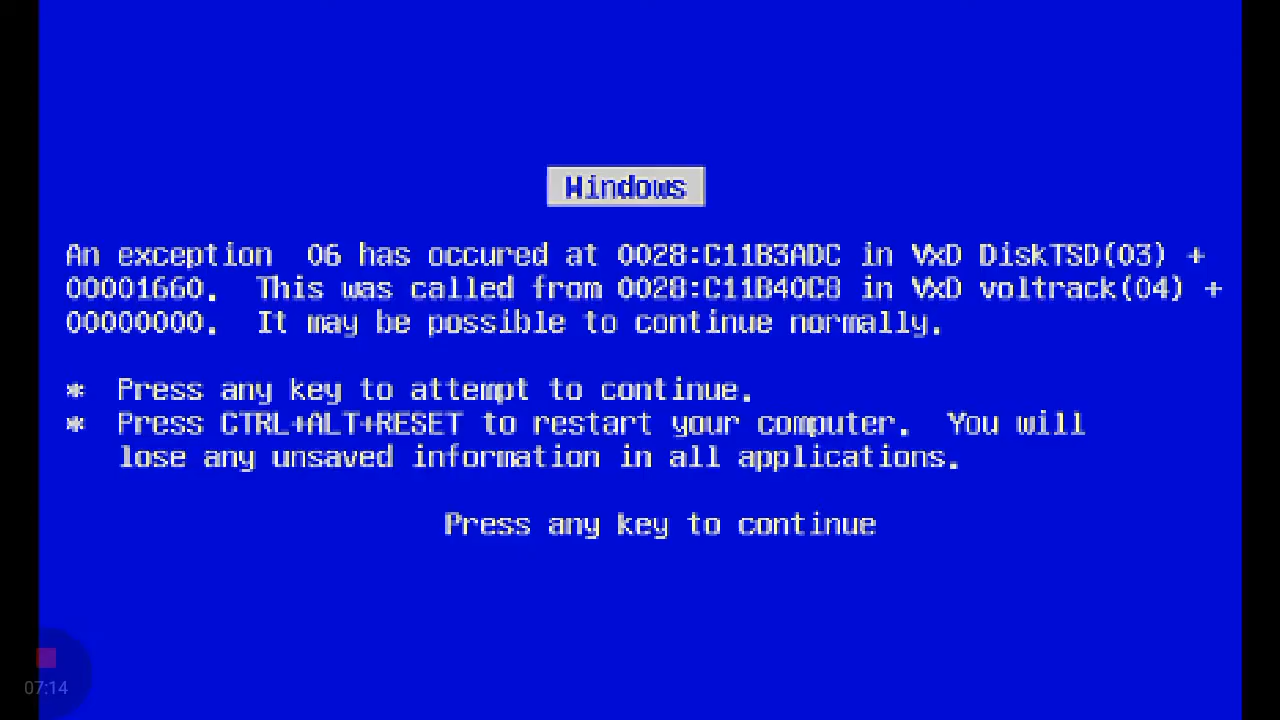 Windows
An exception  06 has occured at 0028:C11B3ADC in VxD DiskTSD(03) +
00001660.  This was called from 0028:C11B40C8 in VxD voltrack(04) +
00000000.  It may be possible to continue normally.
*  Press any key to attempt to continue.
*  Press CTRL+ALT+RESET to restart your computer.  You will
lose any unsaved information in all applications.
Press any key to continue
07:14